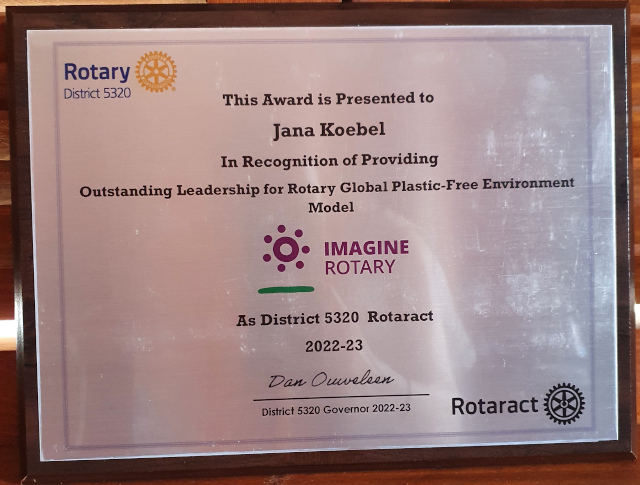 Rotary
District 5320
This Award is Presented to
Jana Koebel
In Recognition of Providing
Outstanding Leadership for Rotary Global Plastic-Free Environment
Model
IMAGINE
ROTARY
As District 5320 Rotaract
2022-23
Dan Ouweleen
District 5320 Governor 2022-23
Rotaract